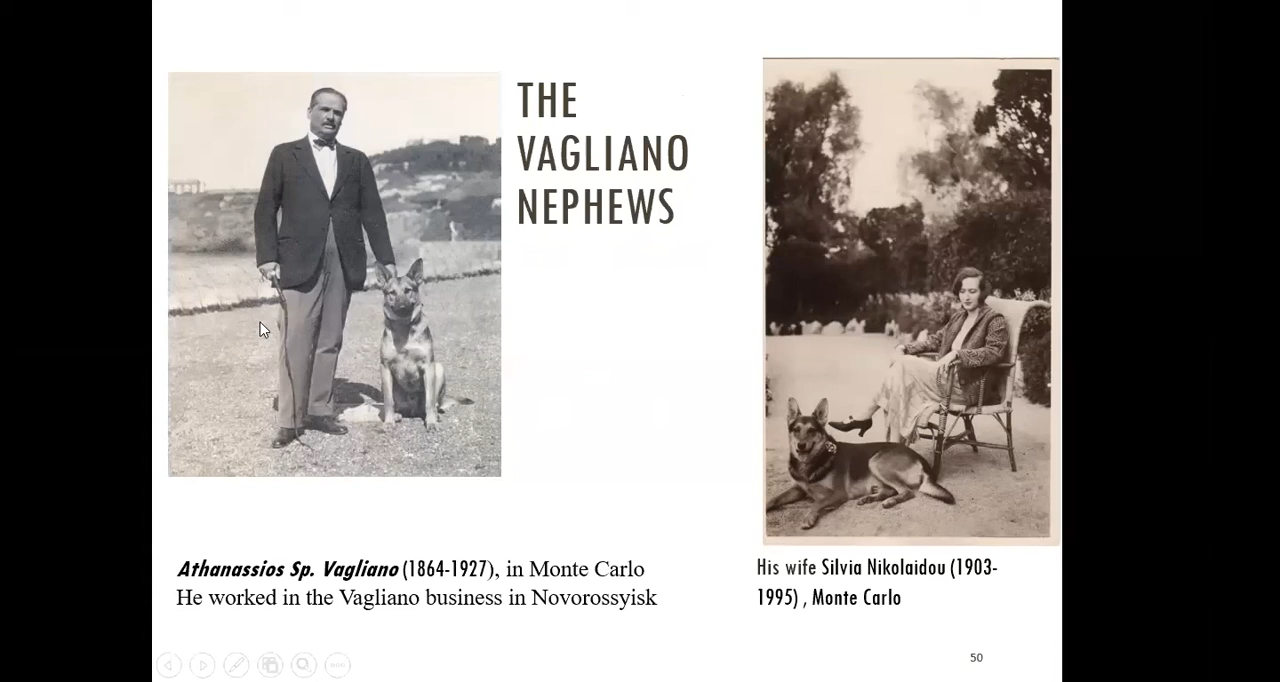 THE
VAGLIANO
NEPHEWS
Athanassios Sp. Vagliano (1864-1927), in Monte Carlo
He worked in the Vagliano business in Novorossyisk
His wife Silvia Nikolaidou (1903-
1995) , Monte Carlo
50